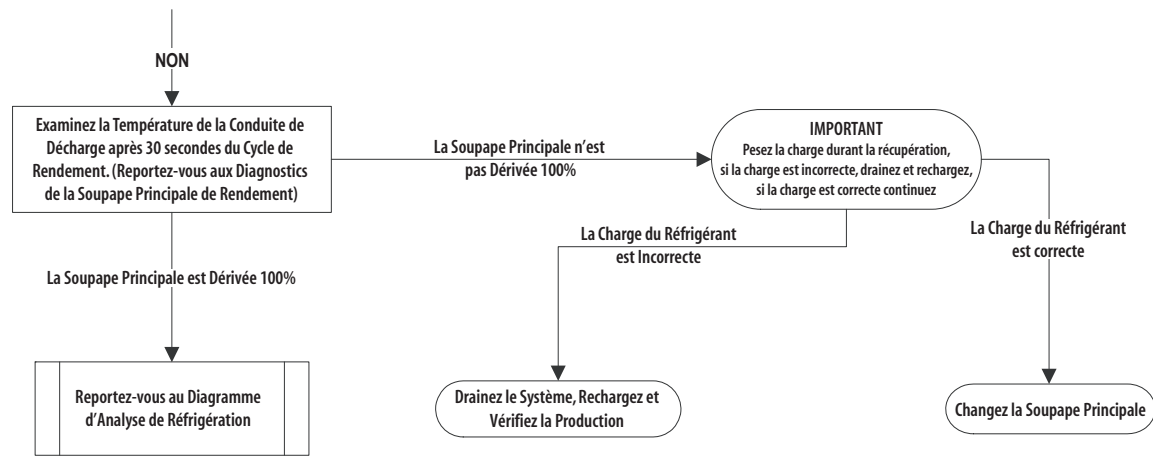 NON
Examinez la Température de la Conduite de
Décharge après 30 secondes du Cycle de
Rendement. (Reportez-vous aux Diagnostics
de la Soupape Principale de Rendement)
La Soupape Principale n'est
pas Dérivée 100%
IMPORTANT
Pesez la charge durant la récupération,
si la charge est incorrecte, drainez et rechargez,
si la charge est correcte continuez
La Charge du Réfrigérant
est Incorrecte
La Charge du Réfrigérant
est correcte
La Soupape Principale est Dérivée 100%
Reportez-vous au Diagramme
d'Analyse de Réfrigération
Drainez le Système, Rechargez et
Vérifiez la Production
Changez la Soupape Principale